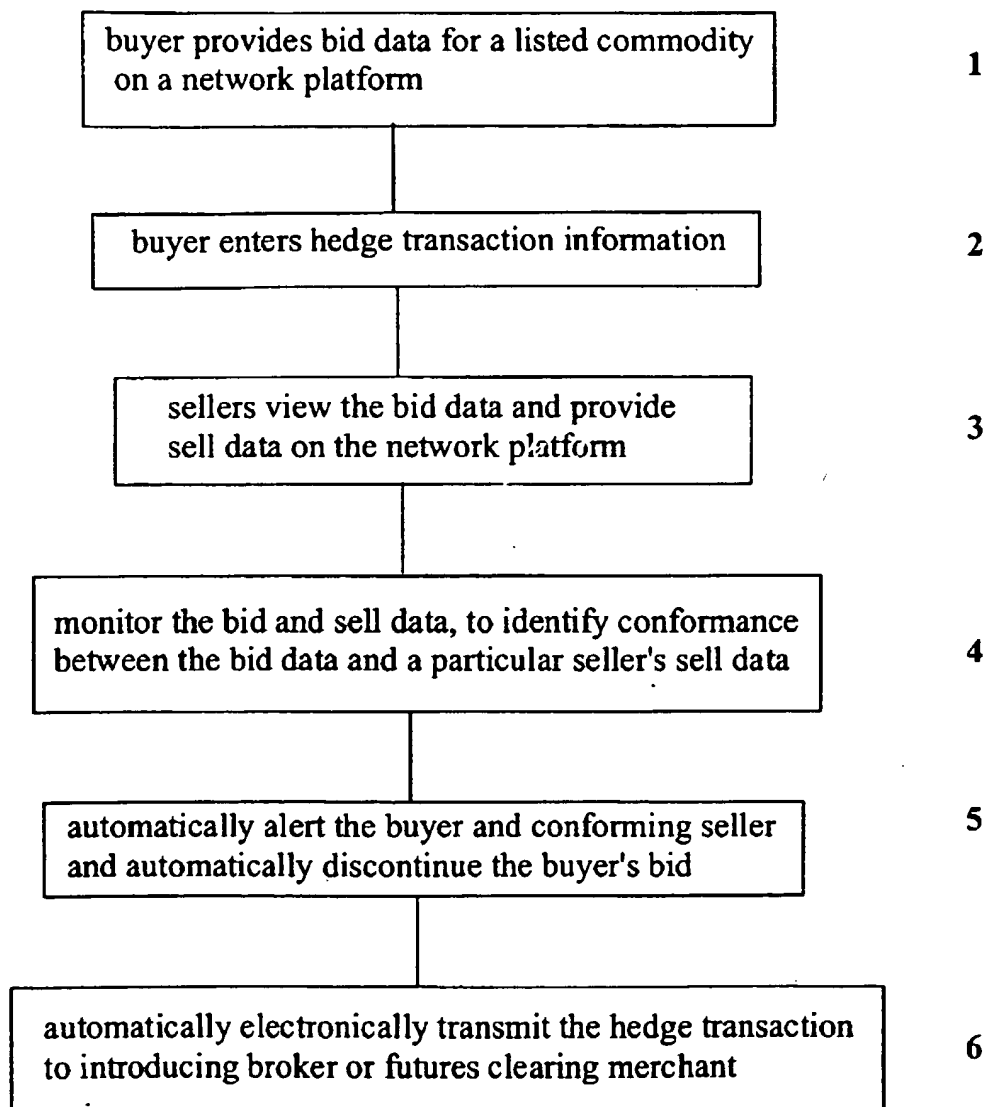 buyer provides bid data for a listed commodity
on a network platform
1
buyer enters hedge transaction information
2
sellers view the bid data and provide
sell data on the network platform
3
monitor the bid and sell data, to identify conformance
between the bid data and a particular seller's sell data
4
automatically alert the buyer and conforming seller
and automatically discontinue the buyer's bid
5
automatically electronically transmit the hedge transaction
to introducing broker or futures clearing merchant
6